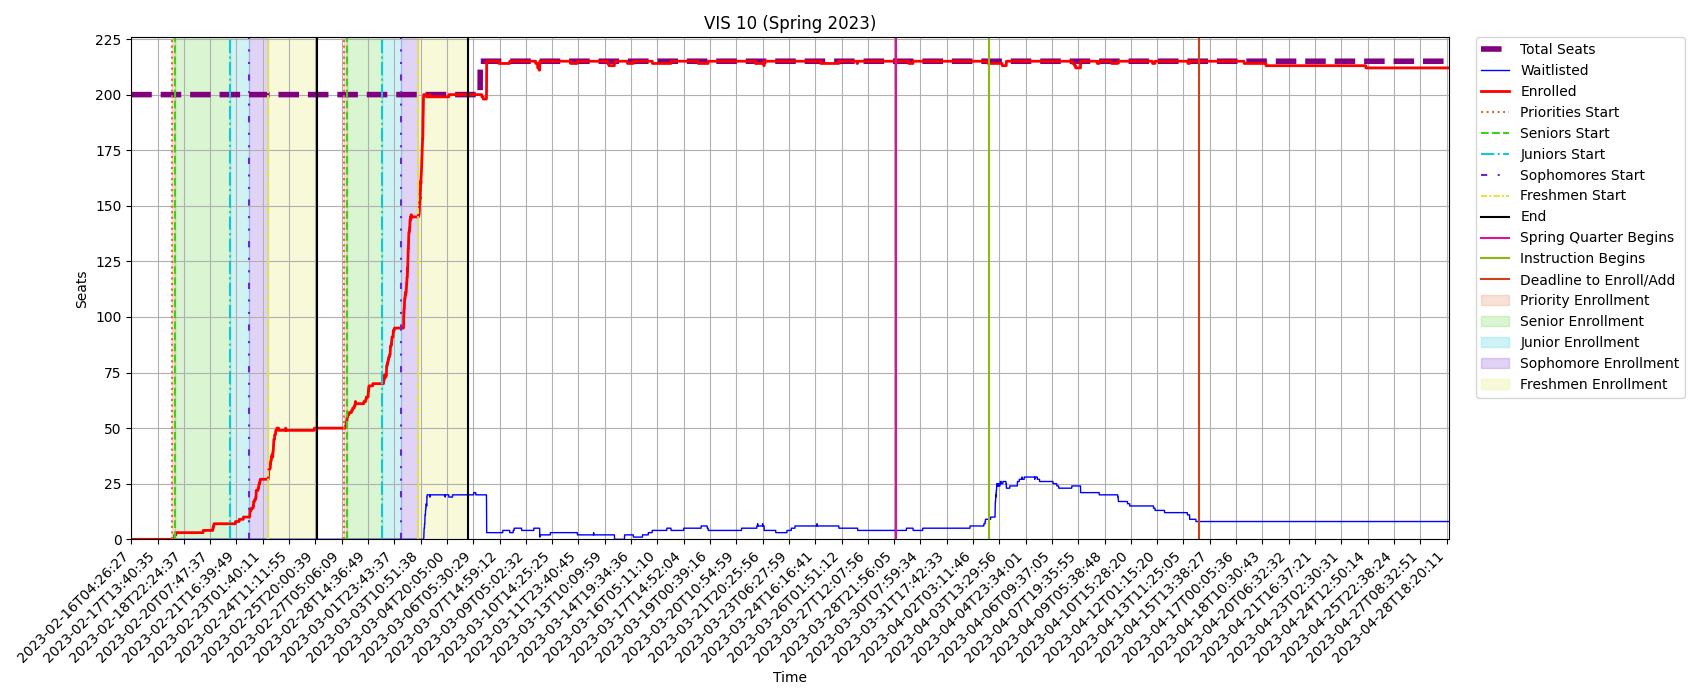 VIS 10 (Spring 2023)
Seats
225
200
175
150
125
100
75
50
25
0
2023-02-16T04:26:27
2023-02-17T13:40:35
2023-02-18T22:24:37
2023-02-20T07:47:37
2023-02-21T16:39:49
2023-02-23T01:40:11
2023-02-24T11:11:55
2023-02-25T20:00:39
2023-02-27T05:06:09
2023-02-28T14:36:49
2023-03-01T23:43:37
2023-03-03T10:51:38
2023-03-04T20:05:00
2023-03-06T05:30:29
2023-03-07T14:59:12
2023-03-09T05:02:32
2023-03-10T14:25:25
2023-03-11T23:40:45
2023-03-13T10:09:59
2023-03-14T19:34:36
2023-03-16T05:11:10
2023-03-17T14:52:04
2023-03-19T00:39:16
2023-03-20T10:54:59
2023-03-21T20:25:56
2023-03-23T06:27:59
2023-03-24T16:16:41
2023-03-26T01:51:12
2023-03-27T12:07:56
2023-03-28T21:56:05
2023-03-30T07:59:34
2023-03-31T17:42:33
2023-04-02T03:11:46
2023-04-03T13:29:56
2023-04-04T23:34:01
2023-04-06T09:37:05
2023-04-07T19:35:55
2023-04-09T05:38:48
2023-04-10T15:28:20
2023-04-12T01:15:20
2023-04-13T11:25:05
2023-04-15T13:38:27
2023-04-17T00:05:36
2023-04-18T10:30:43
2023-04-20T06:32:32
2023-04-21T16:37:21
2023-04-23T02:30:31
2023-04-24T12:50:14
2023-04-25T22:38:24
2023-04-27T08:32:51
2023-04-28T18:20:11
Time
Total Seats
Waitlisted
Enrolled
Priorities Start
Seniors Start
Juniors Start
Sophomores Start
Freshmen Start
End
Spring Quarter Begins
Instruction Begins
Deadline to Enroll/Add
Priority Enrollment
Senior Enrollment
Junior Enrollment
Sophomore Enrollment
Freshmen Enrollment